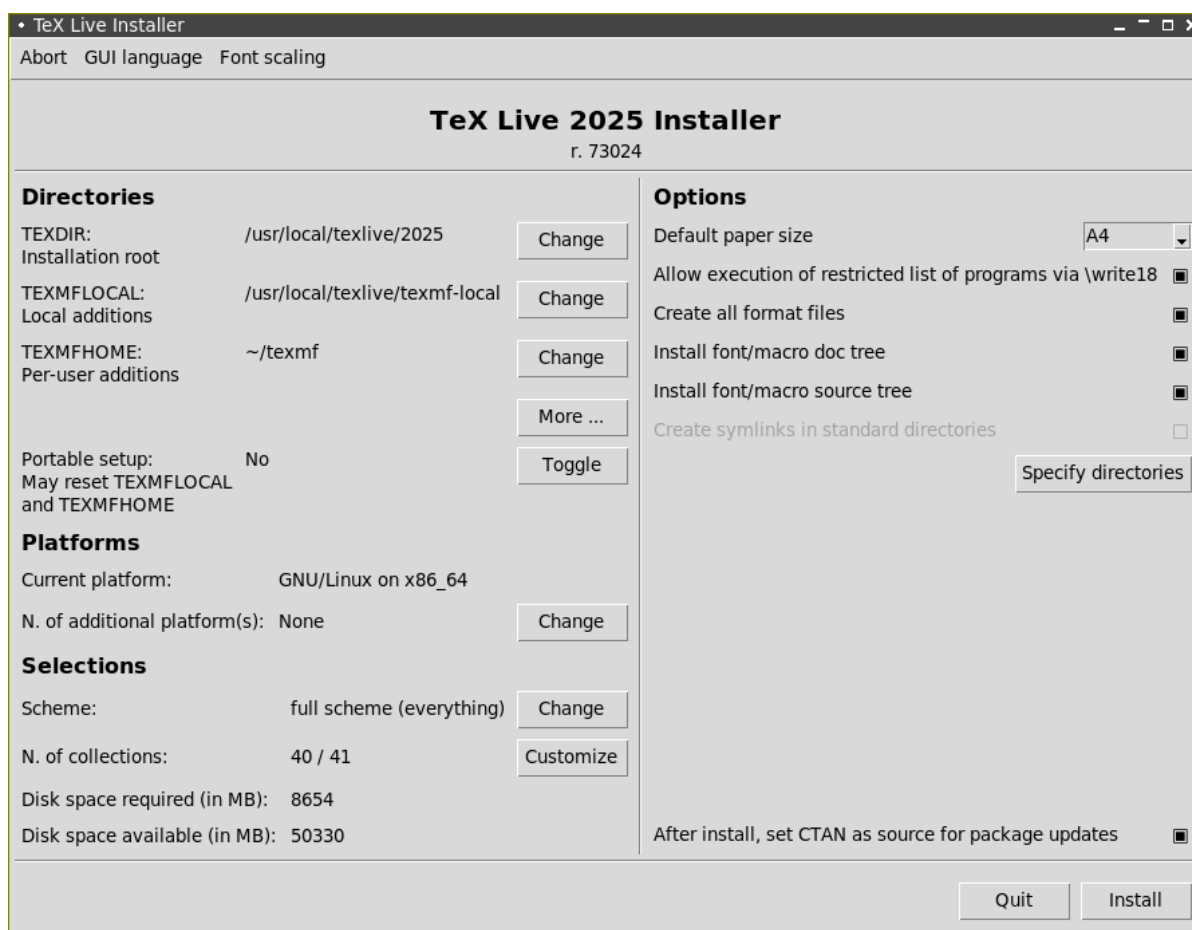 • TeX Live Installer
Abort GUI language Font scaling
TeX Live 2025 Installer
r. 73024
Directories
TEXDIR: /usr/local/texlive/2025 Change
Installation root
TEXMFLOCAL: /usr/local/texlive/texmf-local Change
Local additions
TEXMFHOME: ~/texmf Change
Per-user additions
More ...
Portable setup: No Toggle
May reset TEXMFLOCAL
and TEXMFHOME
Platforms
Current platform: GNU/Linux on x86_64
N. of additional platform(s): None Change
Selections
Scheme: full scheme (everything) Change
N. of collections: 40 / 41 Customize
Disk space required (in MB): 8654
Disk space available (in MB): 50330
Options
Default paper size A4
Allow execution of restricted list of programs via \write18
Create all format files
Install font/macro doc tree
Install font/macro source tree
Create symlinks in standard directories
Specify directories
After install, set CTAN as source for package updates
Quit Install